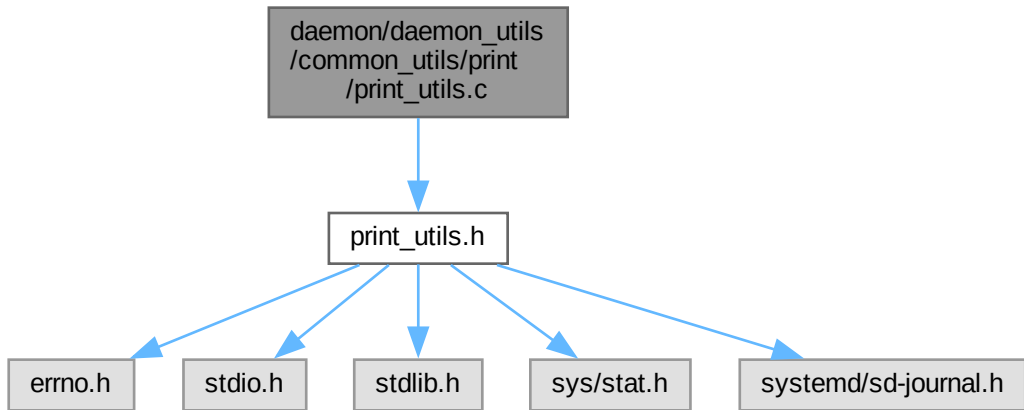 daemon/daemon_utils
/common_utils/print
/print_utils.c
print_utils.h
errno.h
stdio.h
stdlib.h
sys/stat.h
systemd/sd-journal.h